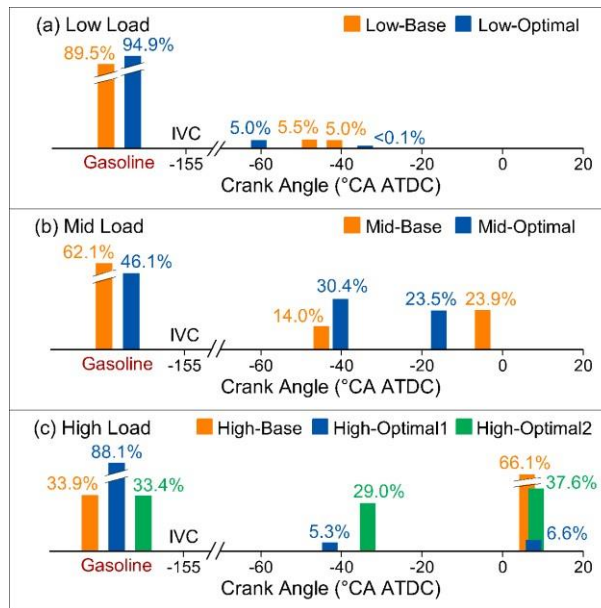 (a) Low Load
Low-Base Low-Optimal
89.5% 94.9%
5.0% 5.5% 5.0% <0.1%
IVC
Gasoline -155 -60 -40 -20 0 20
Crank Angle (°CA ATDC)
(b) Mid Load
Mid-Base Mid-Optimal
62.1% 46.1%
14.0% 30.4% 23.5% 23.9%
IVC
Gasoline -155 -60 -40 -20 0 20
Crank Angle (°CA ATDC)
(c) High Load
High-Base High-Optimal1 High-Optimal2
33.9% 88.1% 33.4%
5.3% 29.0% 66.1% 37.6% 6.6%
IVC
Gasoline -155 -60 -40 -20 0 20
Crank Angle (°CA ATDC)